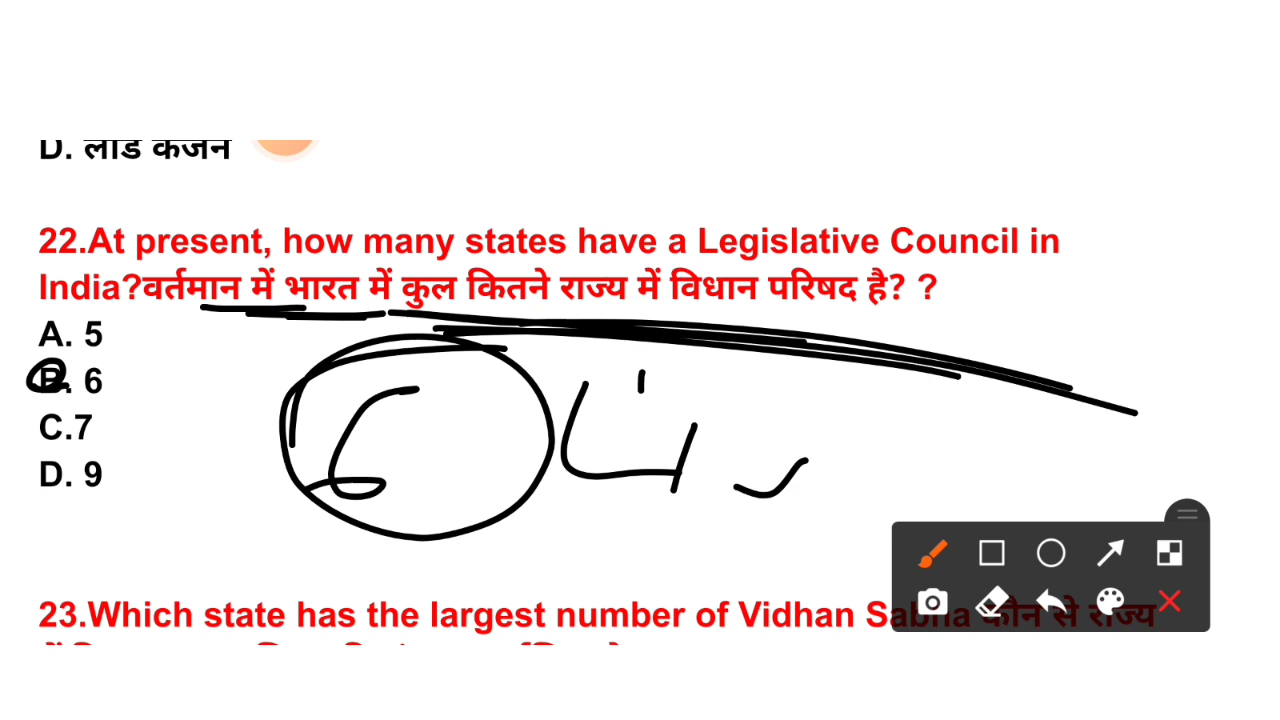 D. लॉर्ड कर्जन
22.At present, how many states have a Legislative Council in
India?वर्तमान में भारत में कुल कितने राज्य में विधान परिषद है? ?
A. 5
B. 6
C.7
D. 9
6
23.Which state has the largest number of Vidhan Sabha कौन से राज्य